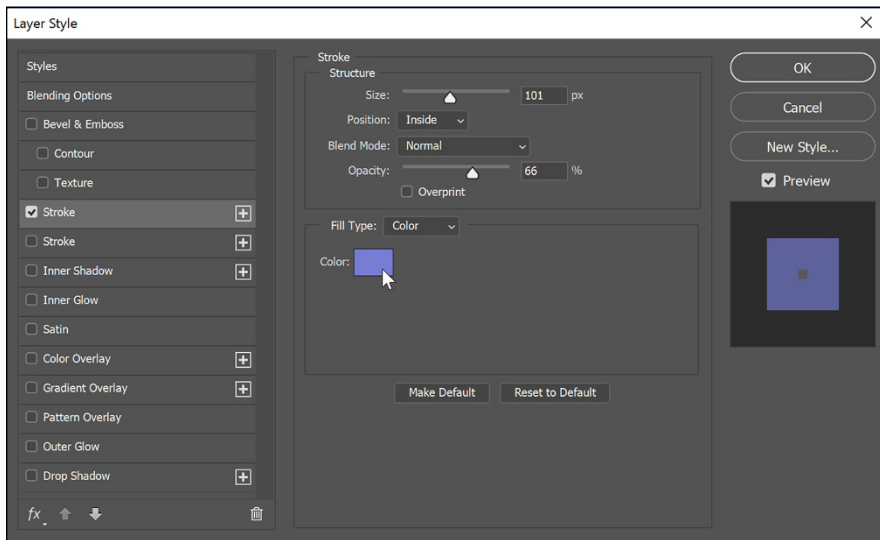 Layer Style
Styles
Blending Options
Bevel & Emboss
Contour
Texture
Stroke
Stroke
Inner Shadow
Inner Glow
Satin
Color Overlay
Gradient Overlay
Pattern Overlay
Outer Glow
Drop Shadow
fx
Stroke
Structure
Size: 101 px
Position: Inside
Blend Mode: Normal
Opacity: 66 %
Overprint
Fill Type: Color
Color:
Make Default Reset to Default
OK
Cancel
New Style...
Preview